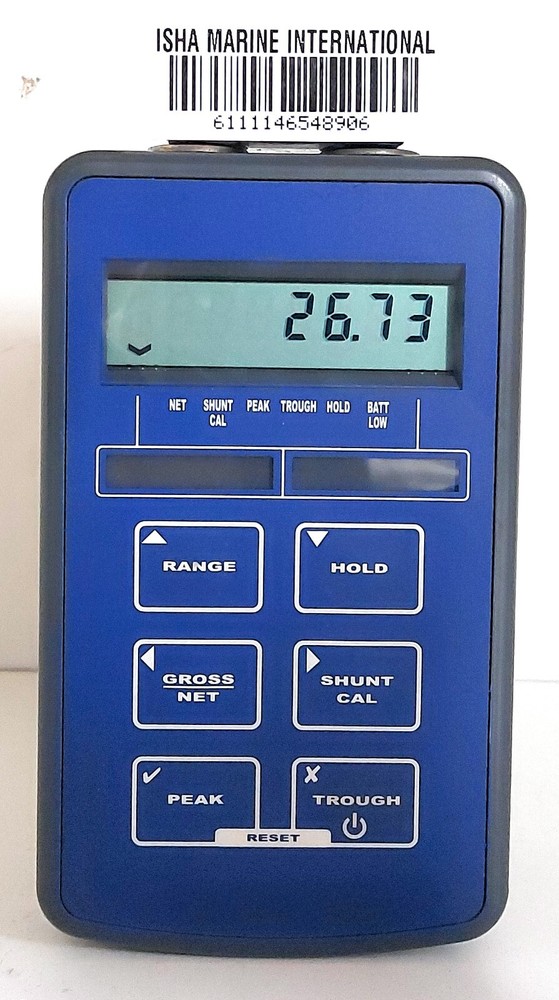 ISHA MARINE INTERNATIONAL
6111146548906
26.73
NET SHUNT CAL PEAK TROUGH HOLD BATT LOW
RANGE
HOLD
GROSS
NET
SHUNT
CAL
PEAK
TROUGH
RESET